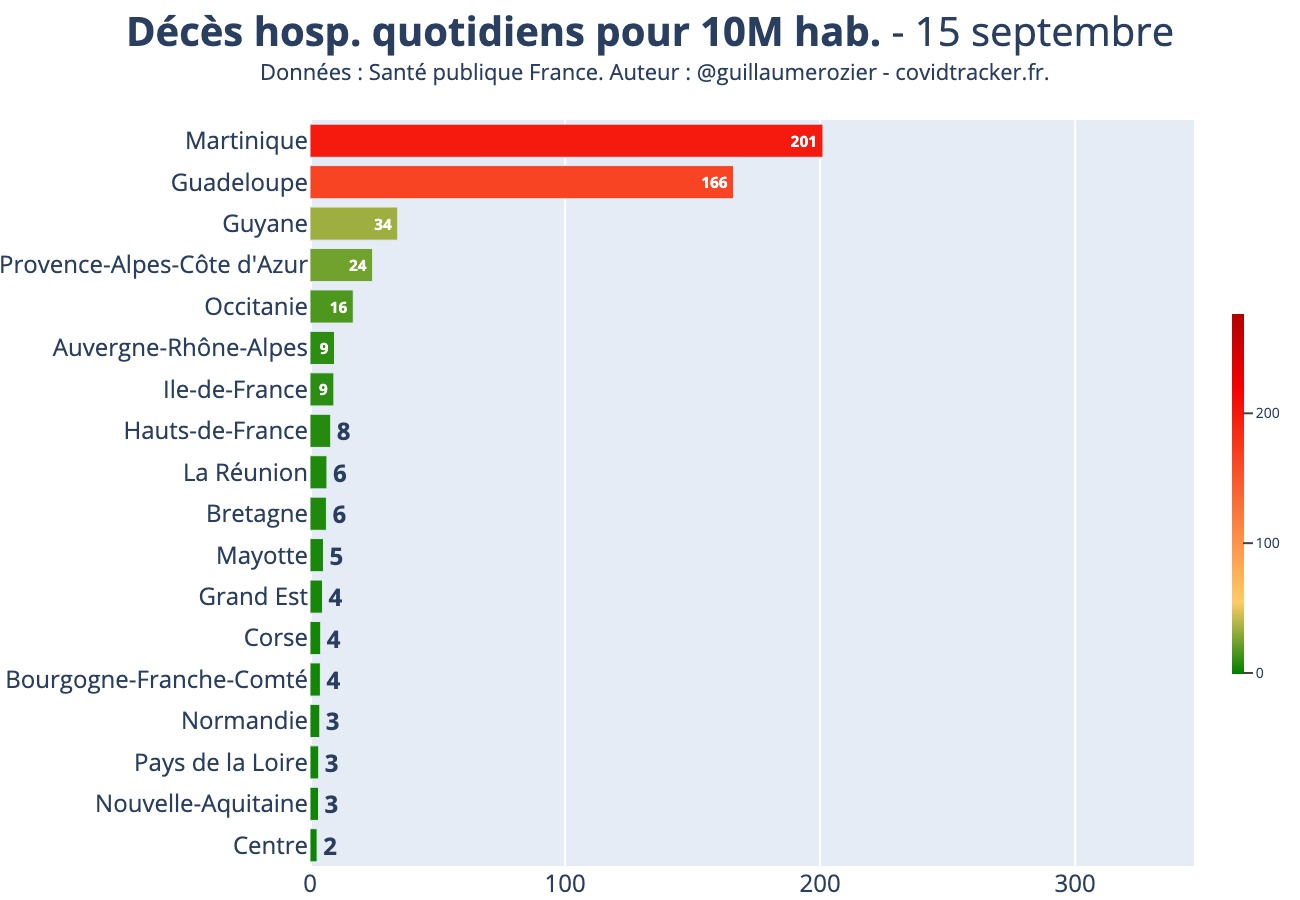 Décès hosp. quotidiens pour 10M hab. - 15 septembre
Données : Santé publique France. Auteur : @guillaumerozier - covidtracker.fr.
Martinique 201
Guadeloupe 166
Guyane 34
Provence-Alpes-Côte d'Azur 24
Occitanie 16
Auvergne-Rhône-Alpes 9
Ile-de-France 9
Hauts-de-France 8
La Réunion 6
Bretagne 6
Mayotte 5
Grand Est 4
Corse 4
Bourgogne-Franche-Comté 4
Normandie 3
Pays de la Loire 3
Nouvelle-Aquitaine 3
Centre 2
0 100 200 300
200
100
0